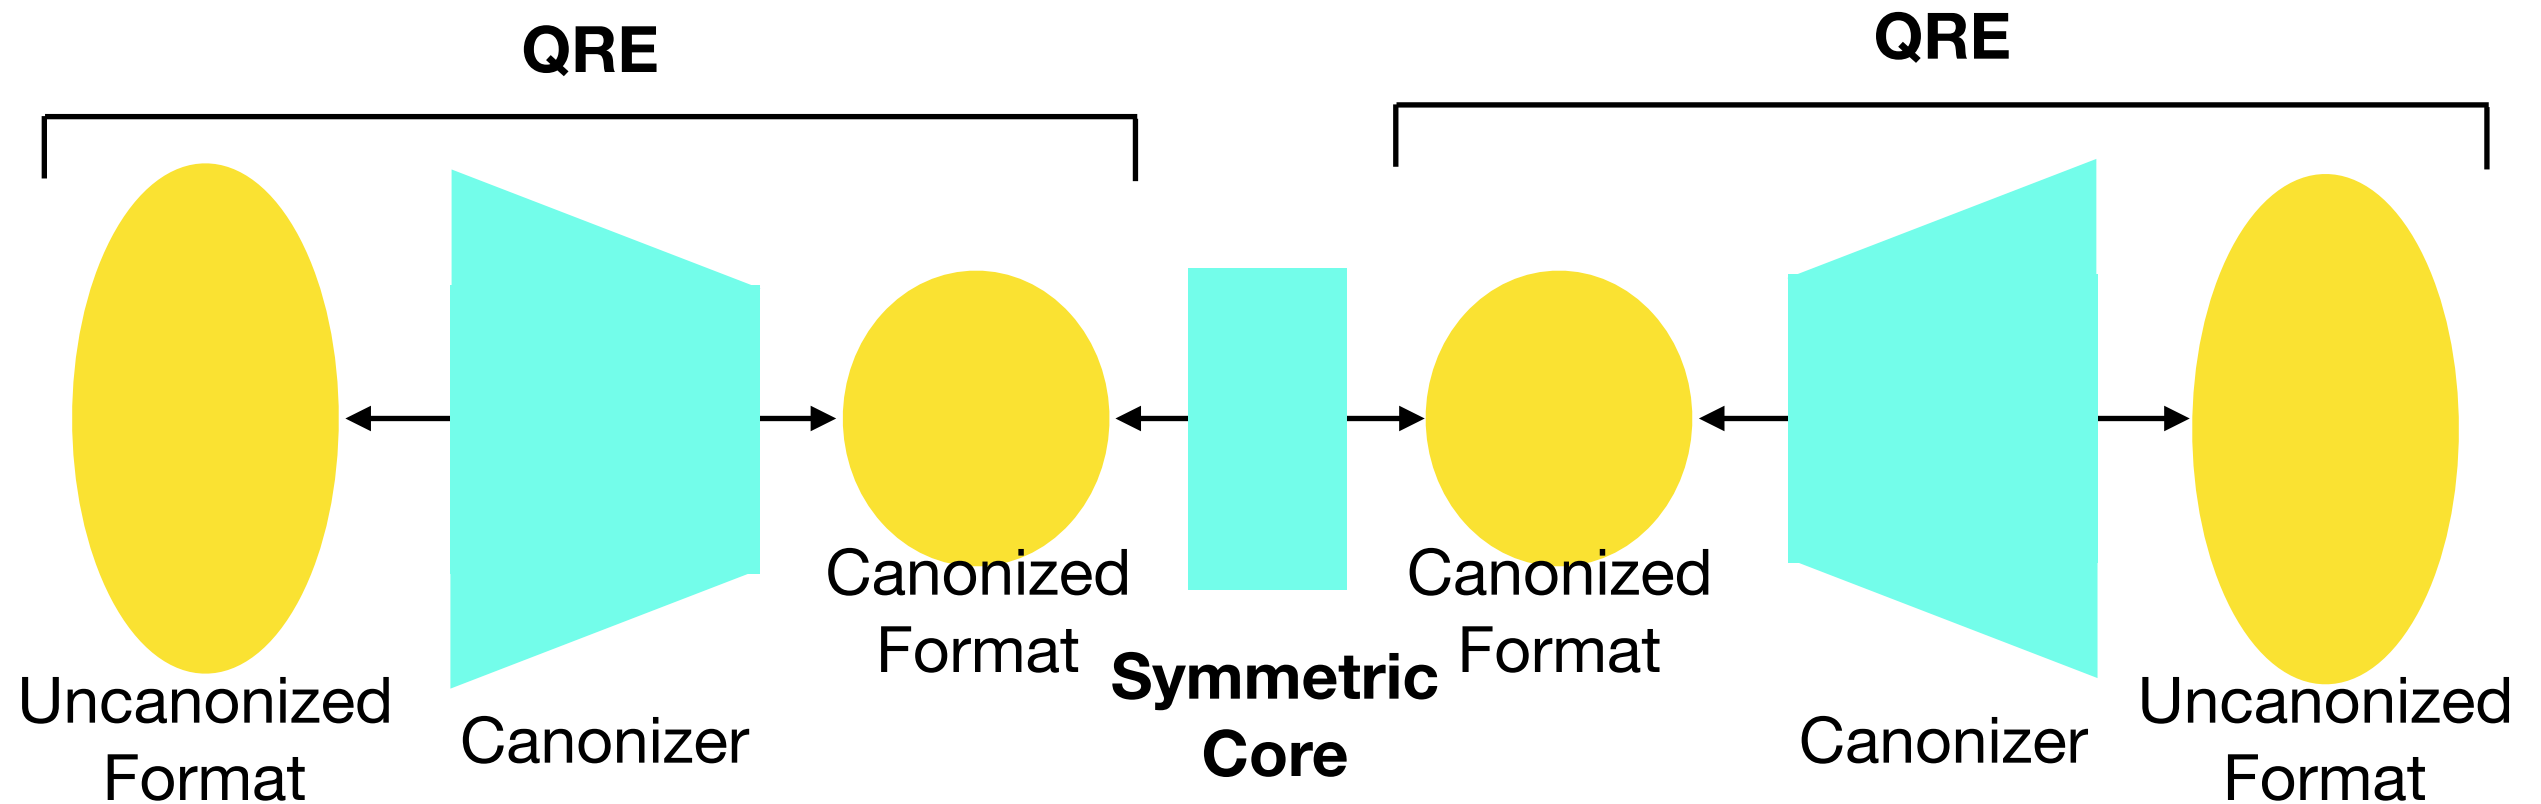 QRE
QRE
Uncanonized
Format
Canonizer
Canonized
Format
Symmetric
Core
Canonized
Format
Canonizer
Uncanonized
Format